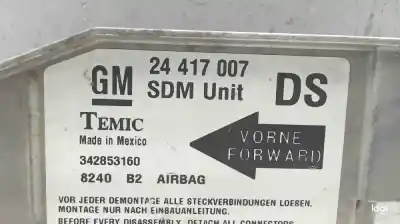 GM 24 417 007 DS
SDM Unit
TEMIC
Made in Mexico
VORNE
FORWARD
342853160
8240 B2 AIRBAG
VOR JEDER DEMONTAGE ALLE STECKVERBINDUNGEN LOESEN.
MONTAGE NUR NACH EINBAUANLEITUNG.
BEFORE EVERY DISASSEMBLY, DETACH ALL CONNECTORS.